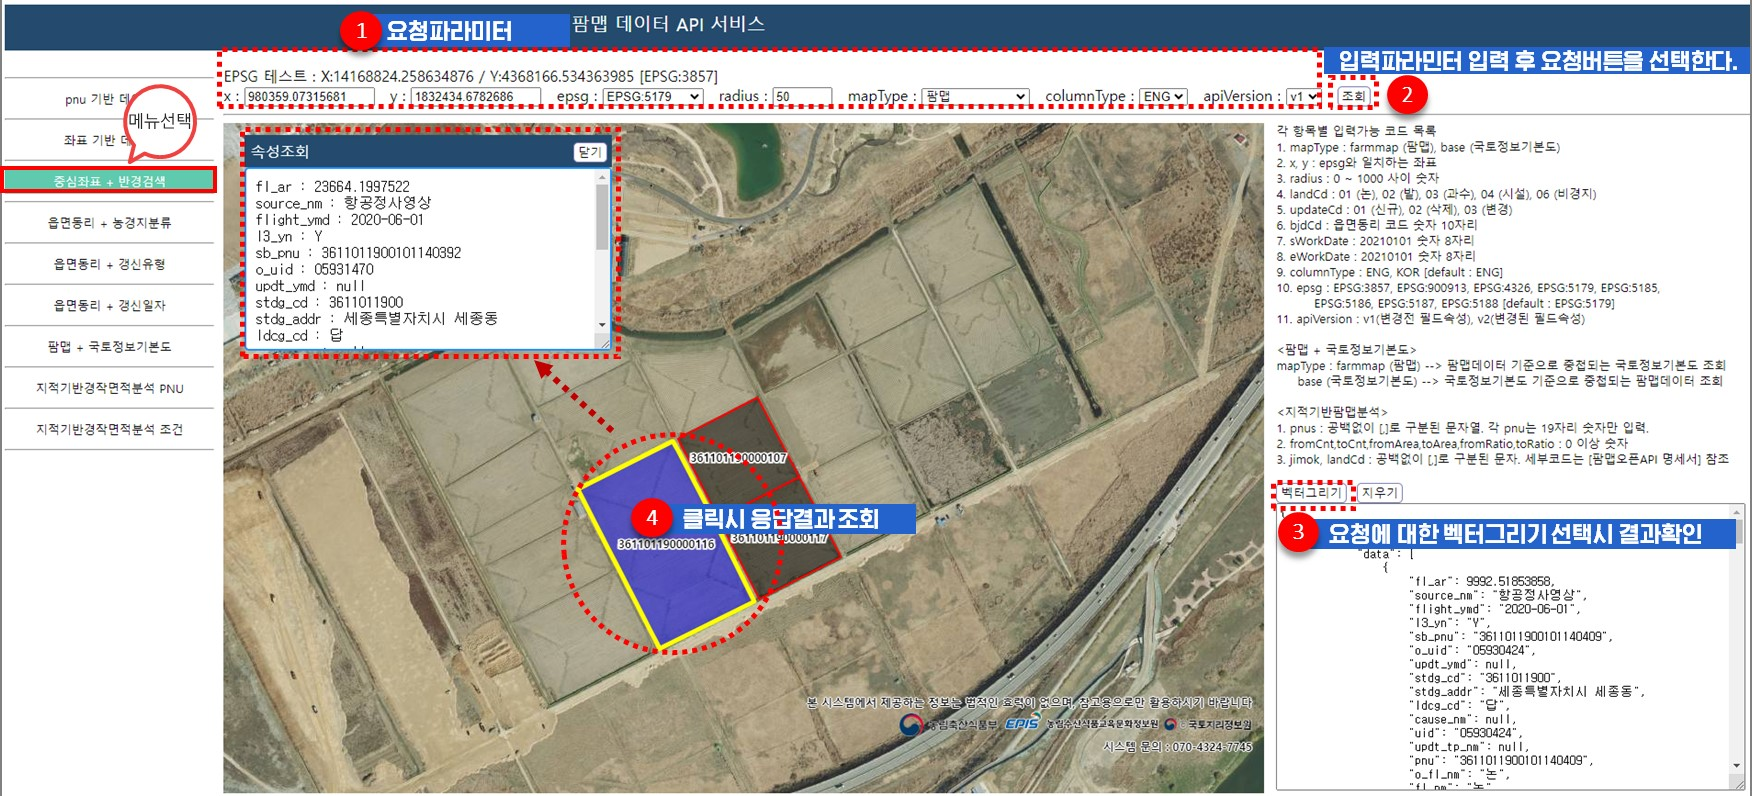 1 요청파라미터
팜맵 데이터 API 서비스
입력파라민터 입력 후 요청버튼을 선택한다.
EPSG 테스트 : X:14168824.258634876 / Y:4368166.534363985 [EPSG:3857]
x : 980359.07315681 y : 1832434.6782686 epsg : EPSG:5179 radius : 50 mapType : 팜맵 columnType : ENG apiVersion : v1 조회 2
pnu 기반 데
메뉴선택
좌표 기반 데
중심좌표 + 반경검색
읍면동리 + 농경지분류
읍면동리 + 갱신유형
읍면동리 + 갱신일자
팜맵 + 국토정보기본도
지적기반경작면적분석 PNU
지적기반경작면적분석 조건
속성조회 닫기
fl_ar : 23664.1997522
source_nm : 항공정사영상
flight_ymd : 2020-06-01
l3_yn : Y
sb_pnu : 3611011900101140392
o_uid : 05931470
updt_ymd : null
stdg_cd : 3611011900
stdg_addr : 세종특별자치시 세종동
ldcg_cd : 답
361101190000107
4 클릭시 응답결과 조회
361101190000117
361101190000116
본 시스템에서 제공하는 정보는 법적인 효력이 없으며, 참고용으로만 활용하시기 바랍니다
농림축산식품부 EPIS 농림수산식품교육문화정보원 국토지리정보원
시스템 문의 : 070-4324-7745
각 항목별 입력가능 코드 목록
1. mapType : farmmap (팜맵), base (국토정보기본도)
2. x, y : epsg와 일치하는 좌표
3. radius : 0 ~ 1000 사이 숫자
4. landCd : 01 (논), 02 (밭), 03 (과수), 04 (시설), 06 (비경지)
5. updateCd : 01 (신규), 02 (삭제), 03 (변경)
6. bjdCd : 읍면동리 코드 숫자 10자리
7. sWorkDate : 20210101 숫자 8자리
8. eWorkDate : 20210101 숫자 8자리
9. columnType : ENG, KOR [default : ENG]
10. epsg : EPSG:3857, EPSG:900913, EPSG:4326, EPSG:5179, EPSG:5185,
EPSG:5186, EPSG:5187, EPSG:5188 [default : EPSG:5179]
11. apiVersion : v1(변경전 필드속성), v2(변경된 필드속성)
<팜맵 + 국토정보기본도>
mapType : farmmap (팜맵) --> 팜맵데이터 기준으로 중첩되는 국토정보기본도 조회
base (국토정보기본도) --> 국토정보기본도 기준으로 중첩되는 팜맵데이터 조회
<지적기반팜맵분석>
1. pnus : 공백없이 [,]로 구분된 문자열. 각 pnu는 19자리 숫자만 입력.
2. fromCnt,toCnt,fromArea,toArea,fromRatio,toRatio : 0 이상 숫자
3. jimok, landCd : 공백없이 [,]로 구분된 문자. 세부코드는 [팜맵오픈API 명세서] 참조
벡터그리기 지우기
3 요청에 대한 벡터그리기 선택시 결과확인
"data": [
{
"fl_ar": 9992.51853858,
"source_nm": "항공정사영상",
"flight_ymd": "2020-06-01",
"l3_yn": "Y",
"sb_pnu": "3611011900101140409",
"o_uid": "05930424",
"updt_ymd": null,
"stdg_cd": "3611011900",
"stdg_addr": "세종특별자치시 세종동",
"ldcg_cd": "답",
"cause_nm": null,
"uid": "05930424",
"updt_tp_nm": null,
"pnu": "3611011900101140409",
"o_fl_nm": "논",
"fl_nm": "논",